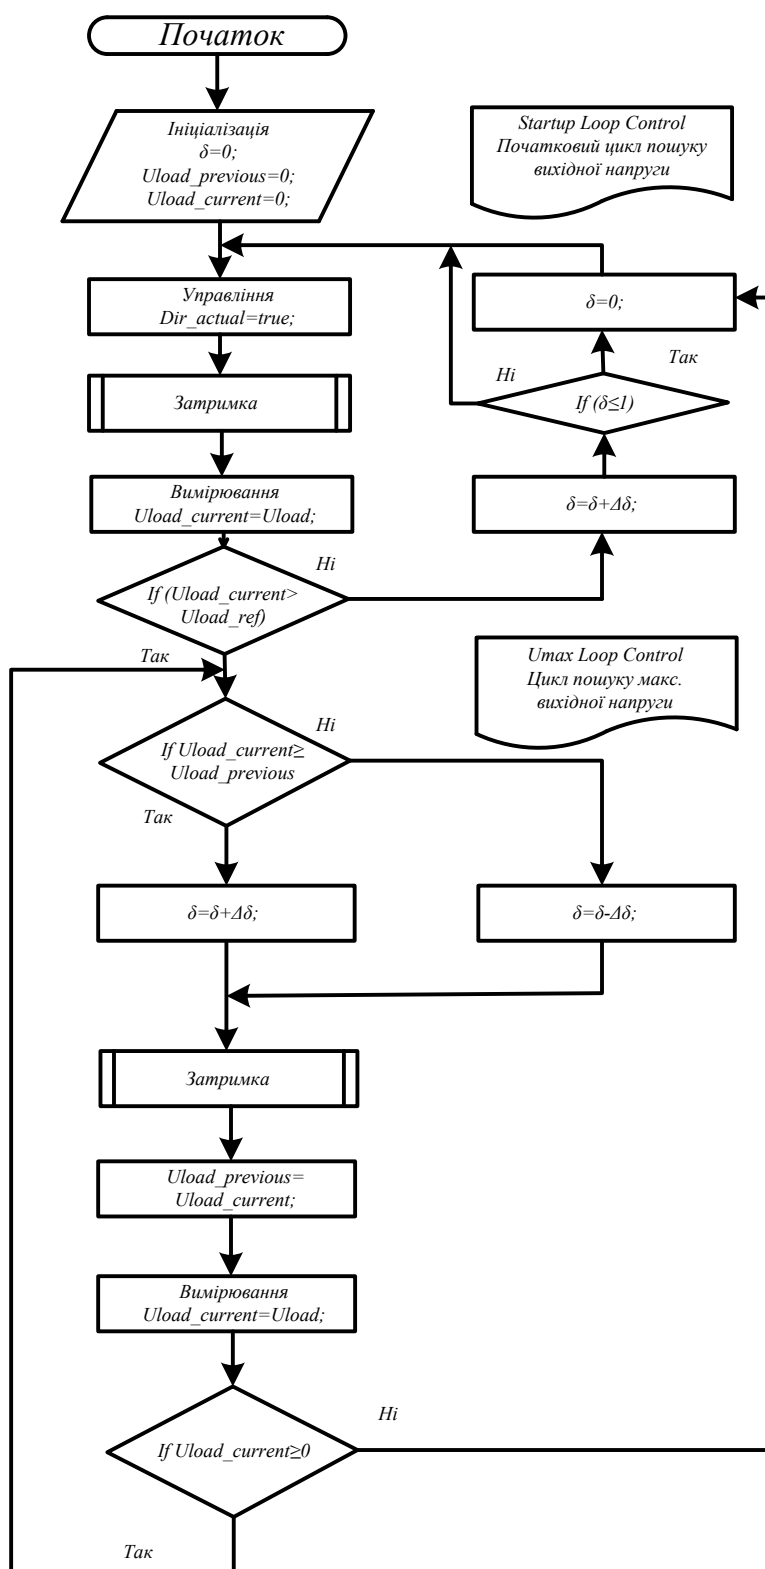 Початок
Ініціалізація
δ=0;
Uload_previous=0;
Uload_current=0;
Startup Loop Control
Початковий цикл пошуку
вихідної напруги
Управління
Dir_actual=true;
δ=0;
Так
Ні
If (δ≤1)
Затримка
Вимірювання
Uload_current=Uload;
δ=δ+Δδ;
Ні
If (Uload_current>
Uload_ref)
Так
Umax Loop Control
Цикл пошуку макс.
вихідної напруги
Ні
If Uload_current≥
Uload_previous
Так
δ=δ+Δδ;
δ=δ-Δδ;
Затримка
Uload_previous=
Uload_current;
Вимірювання
Uload_current=Uload;
Ні
If Uload_current≥0
Так